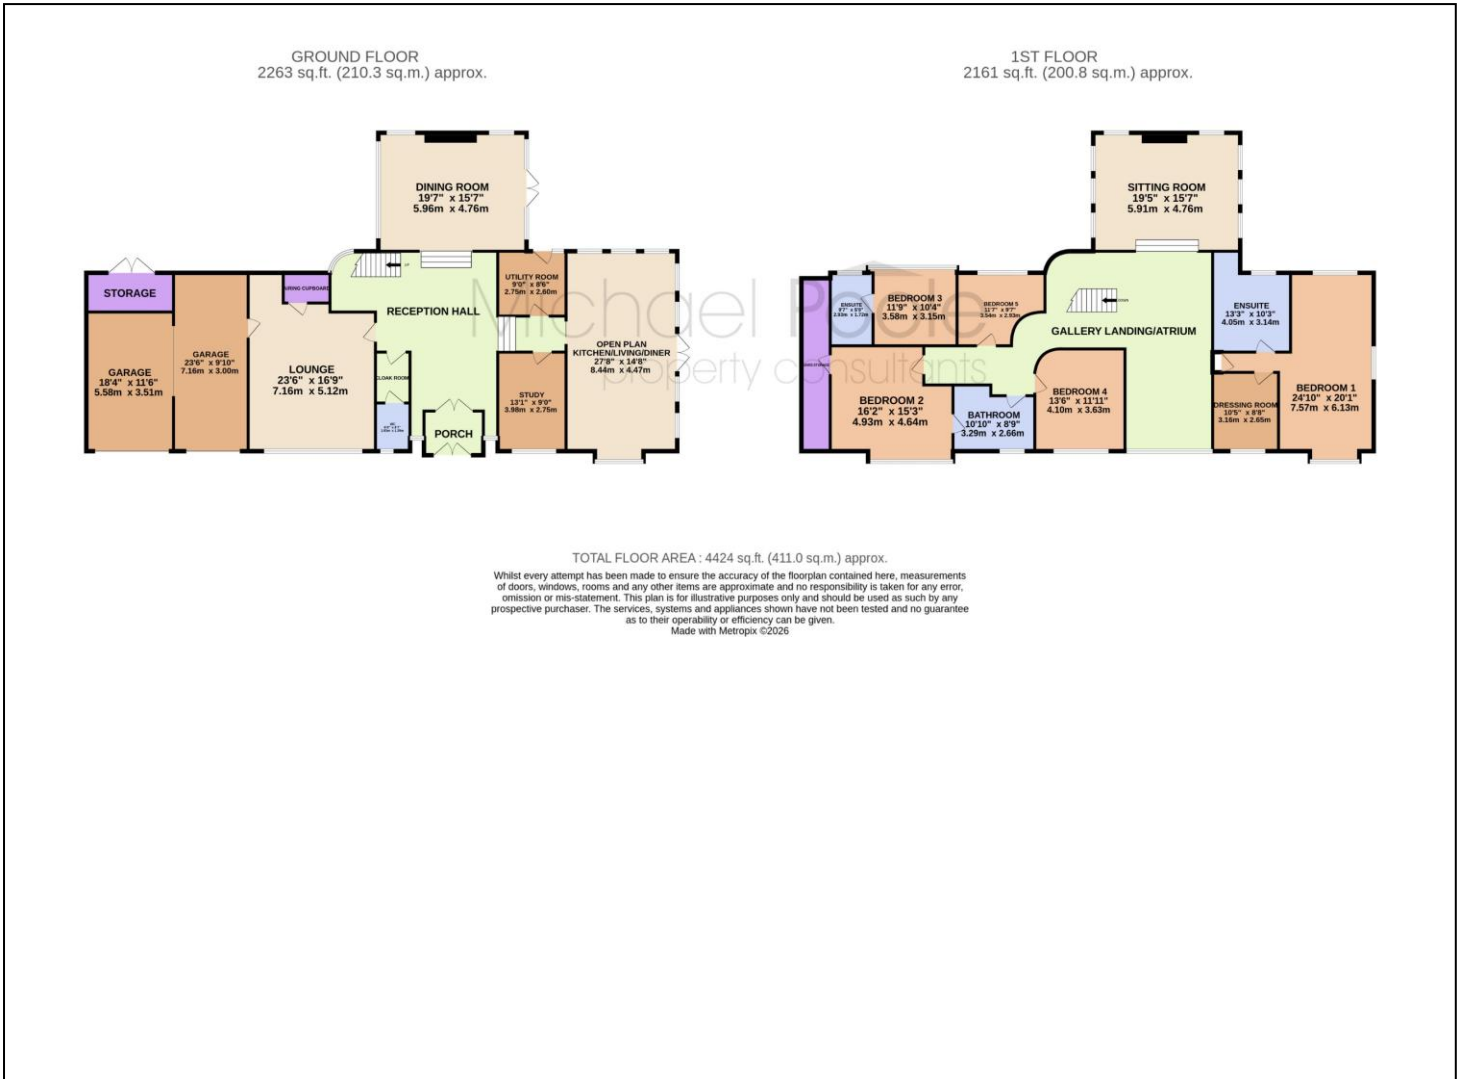 GROUND FLOOR
2263 sq.ft. (210.3 sq.m.) approx.
DINING ROOM
19'7" x 15'7"
5.96m x 4.76m
STORAGE
GARAGE
18'4" x 11'6"
5.58m x 3.51m
GARAGE
23'6" x 9'10"
7.16m x 3.00m
LOUNGE
23'6" x 16'9"
7.16m x 5.12m
RECEPTION HALL
UP
CLOAK ROOM
PORCH
UTILITY ROOM
9'0" x 8'6"
2.75m x 2.60m
STUDY
13'1" x 9'0"
3.98m x 2.75m
OPEN PLAN
KITCHEN/LIVING/DINER
27'8" x 14'8"
8.44m x 4.47m
1ST FLOOR
2161 sq.ft. (200.8 sq.m.) approx.
SITTING ROOM
19'5" x 15'7"
5.91m x 4.76m
ENSUITE
BEDROOM 3
11'9" x 10'4"
3.58m x 3.15m
BEDROOM 5
11'7" x 9'7"
3.54m x 2.93m
DOWN
GALLERY LANDING/ATRIUM
ENSUITE
13'3" x 10'3"
4.05m x 3.14m
BEDROOM 2
16'2" x 15'3"
4.93m x 4.64m
BATHROOM
10'10" x 8'9"
3.29m x 2.66m
BEDROOM 4
13'6" x 11'11"
4.10m x 3.63m
DRESSING ROOM
10'5" x 8'8"
3.16m x 2.65m
BEDROOM 1
24'10" x 20'1"
7.57m x 6.13m
Michael Poole
property consultants
TOTAL FLOOR AREA : 4424 sq.ft. (411.0 sq.m.) approx.
Whilst every attempt has been made to ensure the accuracy of the floorplan contained here, measurements
of doors, windows, rooms and any other items are approximate and no responsibility is taken for any error,
omission or mis-statement. This plan is for illustrative purposes only and should be used as such by any
prospective purchaser. The services, systems and appliances shown have not been tested and no guarantee
as to their operability or efficiency can be given.
Made with Metropix ©2026